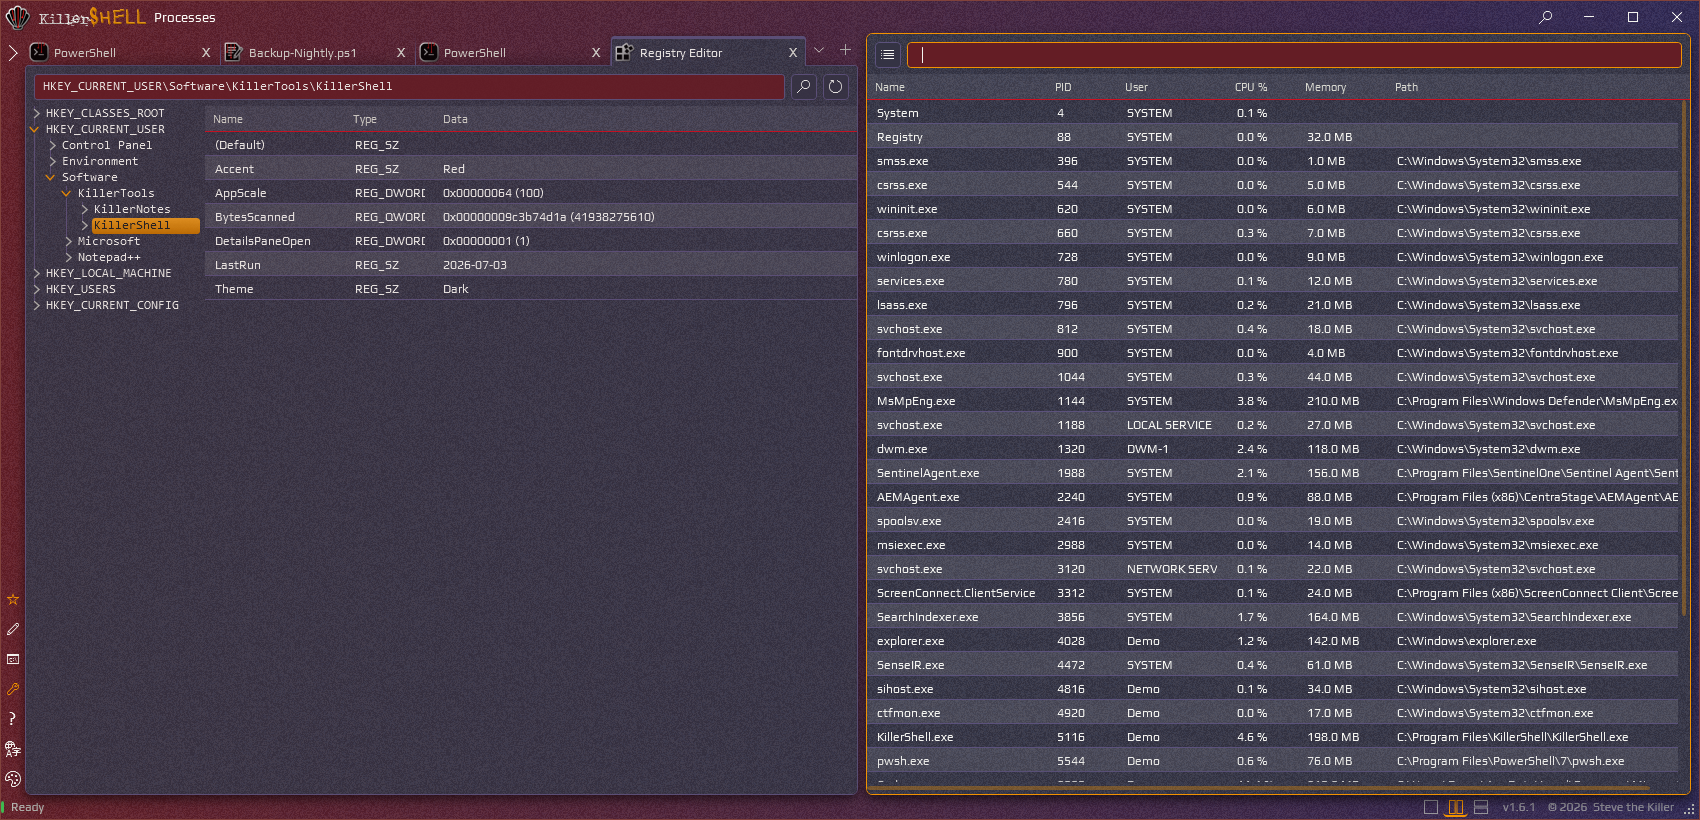 KillerSHELL Processes
PowerShell X
Backup-Nightly.ps1 X
PowerShell X
Registry Editor X
HKEY_CURRENT_USER\Software\KillerTools\KillerShell
HKEY_CLASSES_ROOT
HKEY_CURRENT_USER
Control Panel
Environment
Software
KillerTools
KillerNotes
KillerShell
Microsoft
Notepad++
HKEY_LOCAL_MACHINE
HKEY_USERS
HKEY_CURRENT_CONFIG
Name Type Data
(Default) REG_SZ
Accent REG_SZ Red
AppScale REG_DWORD 0x00000064 (100)
BytesScanned REG_QWORD 0x00000009c3b74d1a (41938275610)
DetailsPaneOpen REG_DWORD 0x00000001 (1)
LastRun REG_SZ 2026-07-03
Theme REG_SZ Dark
Name PID User CPU % Memory Path
System 4 SYSTEM 0.1 %
Registry 88 SYSTEM 0.0 % 32.0 MB
smss.exe 396 SYSTEM 0.0 % 1.0 MB C:\Windows\System32\smss.exe
csrss.exe 544 SYSTEM 0.0 % 5.0 MB C:\Windows\System32\csrss.exe
wininit.exe 620 SYSTEM 0.0 % 6.0 MB C:\Windows\System32\wininit.exe
csrss.exe 660 SYSTEM 0.3 % 7.0 MB C:\Windows\System32\csrss.exe
winlogon.exe 728 SYSTEM 0.0 % 9.0 MB C:\Windows\System32\winlogon.exe
services.exe 780 SYSTEM 0.1 % 12.0 MB C:\Windows\System32\services.exe
lsass.exe 796 SYSTEM 0.2 % 21.0 MB C:\Windows\System32\lsass.exe
svchost.exe 812 SYSTEM 0.4 % 18.0 MB C:\Windows\System32\svchost.exe
fontdrvhost.exe 900 SYSTEM 0.0 % 4.0 MB C:\Windows\System32\fontdrvhost.exe
svchost.exe 1044 SYSTEM 0.3 % 44.0 MB C:\Windows\System32\svchost.exe
MsMpEng.exe 1144 SYSTEM 3.8 % 210.0 MB C:\Program Files\Windows Defender\MsMpEng.ex
svchost.exe 1188 LOCAL SERVICE 0.2 % 27.0 MB C:\Windows\System32\svchost.exe
dwm.exe 1320 DWM-1 2.4 % 118.0 MB C:\Windows\System32\dwm.exe
SentinelAgent.exe 1988 SYSTEM 2.1 % 156.0 MB C:\Program Files\SentinelOne\Sentinel Agent\Sent
AEMAgent.exe 2240 SYSTEM 0.9 % 88.0 MB C:\Program Files (x86)\CentraStage\AEMAgent\AE
spoolsv.exe 2416 SYSTEM 0.0 % 19.0 MB C:\Windows\System32\spoolsv.exe
msiexec.exe 2988 SYSTEM 0.0 % 14.0 MB C:\Windows\System32\msiexec.exe
svchost.exe 3120 NETWORK SERV 0.1 % 22.0 MB C:\Windows\System32\svchost.exe
ScreenConnect.ClientService 3312 SYSTEM 0.1 % 24.0 MB C:\Program Files (x86)\ScreenConnect Client\Scree
SearchIndexer.exe 3856 SYSTEM 1.7 % 164.0 MB C:\Windows\System32\SearchIndexer.exe
explorer.exe 4028 Demo 1.2 % 142.0 MB C:\Windows\explorer.exe
SenseIR.exe 4472 SYSTEM 0.4 % 61.0 MB C:\Windows\System32\SenseIR\SenseIR.exe
sihost.exe 4816 Demo 0.1 % 34.0 MB C:\Windows\System32\sihost.exe
ctfmon.exe 4920 Demo 0.0 % 17.0 MB C:\Windows\System32\ctfmon.exe
KillerShell.exe 5116 Demo 4.6 % 198.0 MB C:\Program Files\KillerShell\KillerShell.exe
pwsh.exe 5544 Demo 0.6 % 76.0 MB C:\Program Files\PowerShell\7\pwsh.exe
Ready
v1.6.1 © 2026 Steve the Killer